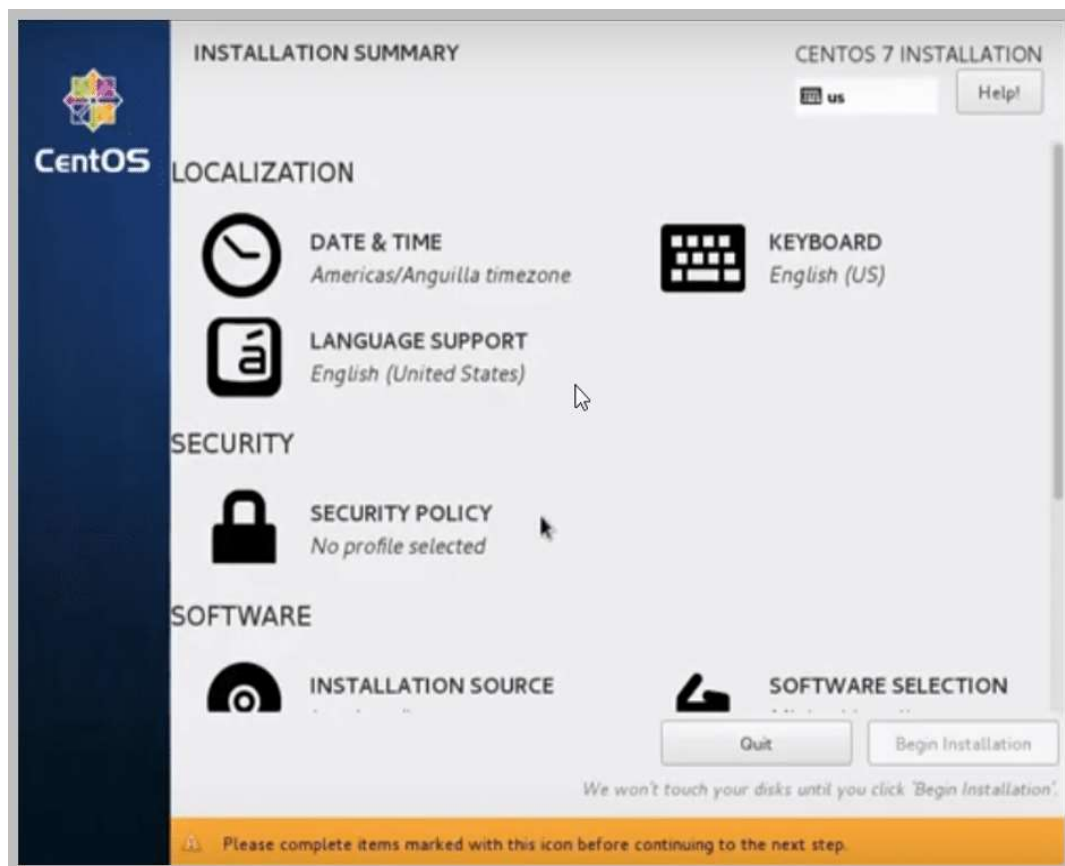 INSTALLATION SUMMARY
CENTOS 7 INSTALLATION
us
Help!
CentOS
LOCALIZATION
DATE & TIME
Americas/Anguilla timezone
KEYBOARD
English (US)
LANGUAGE SUPPORT
English (United States)
SECURITY
SECURITY POLICY
No profile selected
SOFTWARE
INSTALLATION SOURCE
SOFTWARE SELECTION
Quit
Begin Installation
We won't touch your disks until you click 'Begin Installation'.
Please complete items marked with this icon before continuing to the next step.